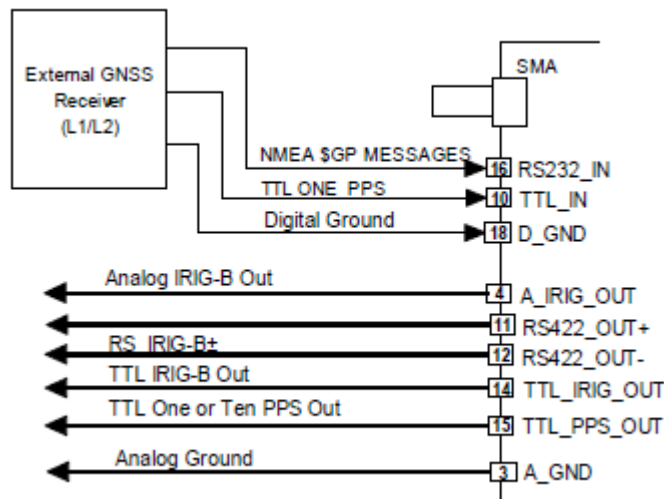 External GNSS
Receiver
(L1/L2)
SMA
NMEA $GP MESSAGES
16 RS232_IN
TTL ONE PPS
10 TTL_IN
Digital Ground
18 D_GND
Analog IRIG-B Out
4 A_IRIG_OUT
11 RS422_OUT+
RS IRIG-B±
12 RS422_OUT-
TTL IRIG-B Out
14 TTL_IRIG_OUT
TTL One or Ten PPS Out
15 TTL_PPS_OUT
Analog Ground
3 A_GND